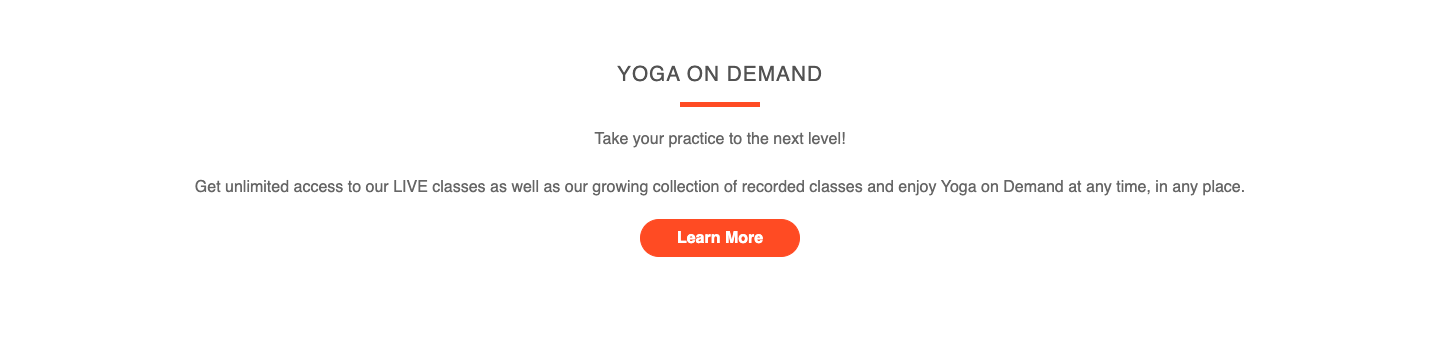 YOGA ON DEMAND
Take your practice to the next level!
Get unlimited access to our LIVE classes as well as our growing collection of recorded classes and enjoy Yoga on Demand at any time, in any place.
Learn More